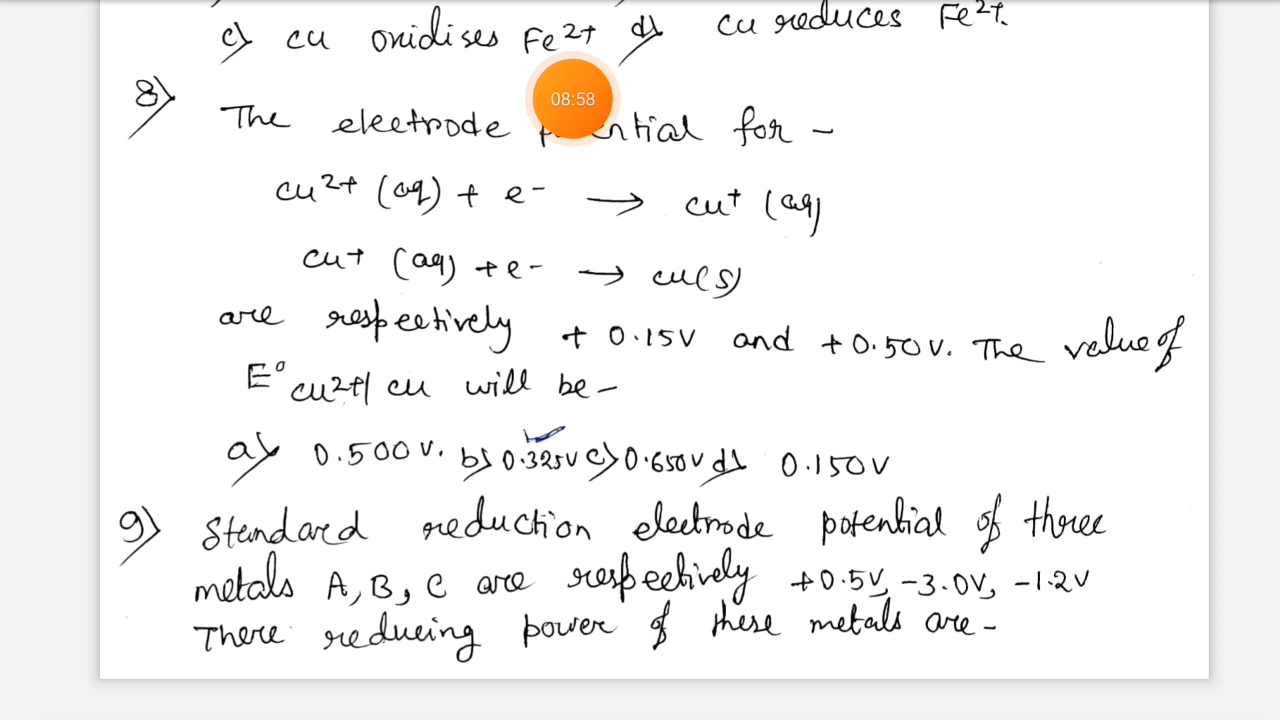 c) cu oxidises Fe2+ d) cu reduces Fe2+.
8)
08:58
The electrode for -
cu2+ (aq) + e- → cu+ (aq)
cu+ (aq) + e- → cu(s)
are respectively + 0.15V and +0.50V. The value of
E° cu2+/cu will be -
a) 0.500V. b) 0.325V c) 0.650V d) 0.150V
9) Standard reduction electrode potential of three
metals A, B, C are respectively +0.5V, -3.0V, -1.2V
There reducing power of these metals are -